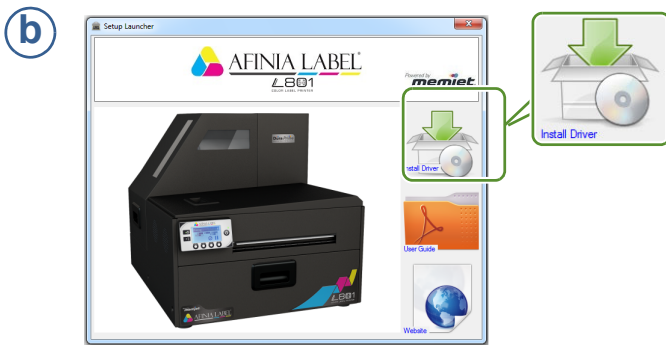 b
Setup Launcher
AFINIA LABEL®
L801
COLOR LABEL PRINTER
Powered by
memjet
Install Driver
Install Driver
User Guide
Website
memjet
AFINIA LABEL
L801